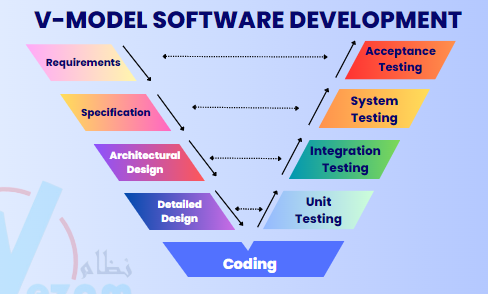 V-MODEL SOFTWARE DEVELOPMENT
Requirements
Acceptance
Testing
Specification
System
Testing
Architectural
Design
Integration
Testing
Detailed
Design
Unit
Testing
Coding
نظام